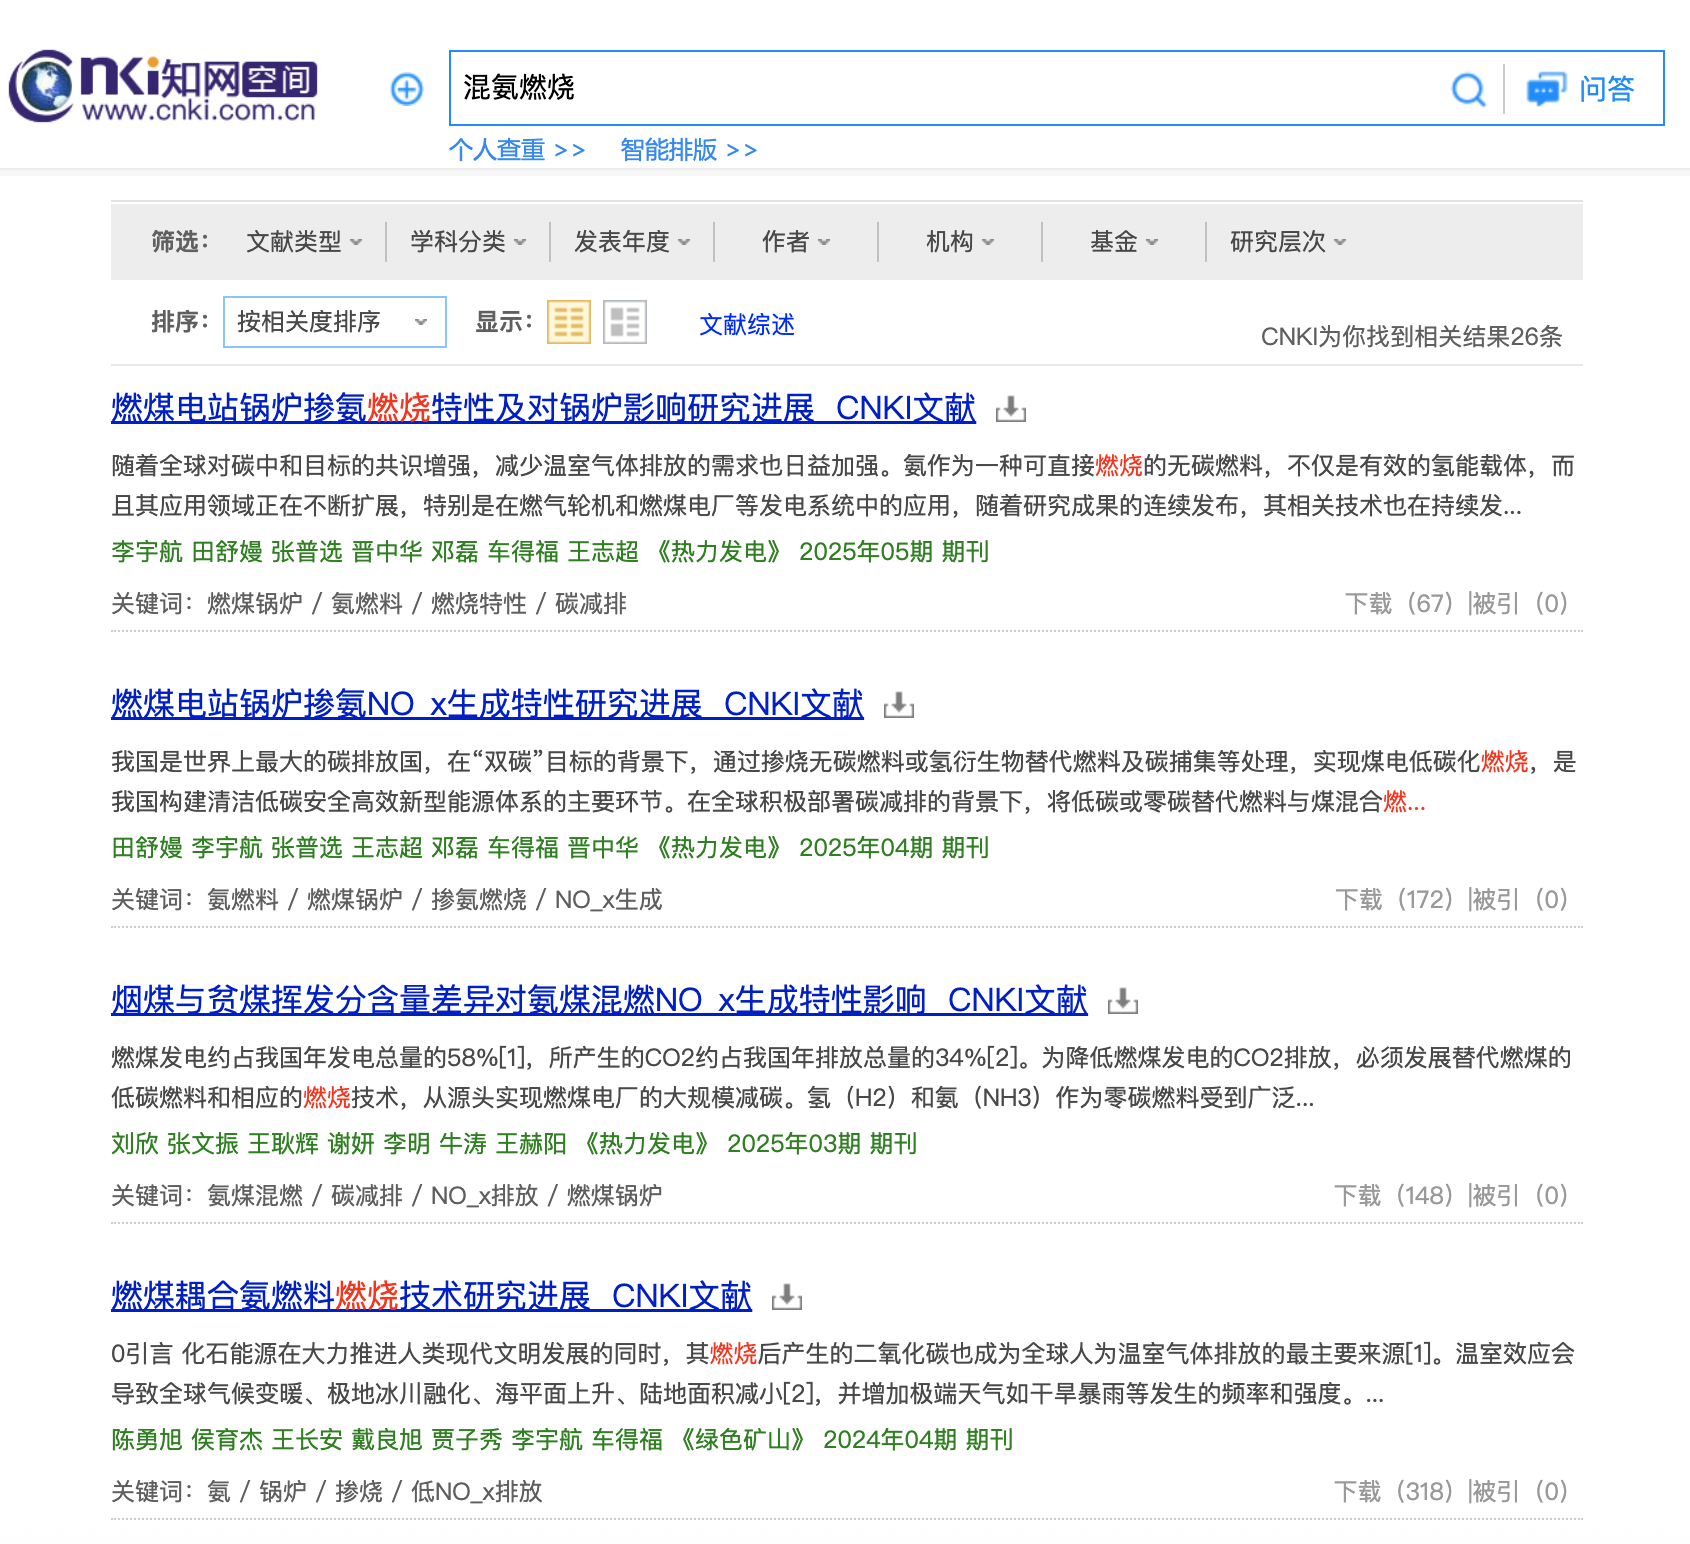 cnki知网空间
www.cnki.com.cn
混氨燃烧
问答
个人查重 >> 智能排版 >>
筛选： 文献类型 学科分类 发表年度 作者 机构 基金 研究层次
排序： 按相关度排序 显示： 文献综述
CNKI为你找到相关结果26条
燃煤电站锅炉掺氨燃烧特性及对锅炉影响研究进展_CNKI文献
随着全球对碳中和目标的共识增强，减少温室气体排放的需求也日益加强。氨作为一种可直接燃烧的无碳燃料，不仅是有效的氢能载体，而
且其应用领域正在不断扩展，特别是在燃气轮机和燃煤电厂等发电系统中的应用，随着研究成果的连续发布，其相关技术也在持续发...
李宇航 田舒嫚 张普选 晋中华 邓磊 车得福 王志超 《热力发电》 2025年05期 期刊
关键词：燃煤锅炉 / 氨燃料 / 燃烧特性 / 碳减排
下载（67）|被引（0）
燃煤电站锅炉掺氨NO_x生成特性研究进展_CNKI文献
我国是世界上最大的碳排放国，在“双碳”目标的背景下，通过掺烧无碳燃料或氢衍生物替代燃料及碳捕集等处理，实现煤电低碳化燃烧，是
我国构建清洁低碳安全高效新型能源体系的主要环节。在全球积极部署碳减排的背景下，将低碳或零碳替代燃料与煤混合燃...
田舒嫚 李宇航 张普选 王志超 邓磊 车得福 晋中华 《热力发电》 2025年04期 期刊
关键词：氨燃料 / 燃煤锅炉 / 掺氨燃烧 / NO_x生成
下载（172）|被引（0）
烟煤与贫煤挥发分含量差异对氨煤混燃NO_x生成特性影响_CNKI文献
燃煤发电约占我国年发电总量的58%[1]，所产生的CO2约占我国年排放总量的34%[2]。为降低燃煤发电的CO2排放，必须发展替代燃煤的
低碳燃料和相应的燃烧技术，从源头实现燃煤电厂的大规模减碳。氢（H2）和氨（NH3）作为零碳燃料受到广泛...
刘欣 张文振 王耿辉 谢妍 李明 牛涛 王赫阳 《热力发电》 2025年03期 期刊
关键词：氨煤混燃 / 碳减排 / NO_x排放 / 燃煤锅炉
下载（148）|被引（0）
燃煤耦合氨燃料燃烧技术研究进展_CNKI文献
0引言 化石能源在大力推进人类现代文明发展的同时，其燃烧后产生的二氧化碳也成为全球人为温室气体排放的最主要来源[1]。温室效应会
导致全球气候变暖、极地冰川融化、海平面上升、陆地面积减小[2]，并增加极端天气如干旱暴雨等发生的频率和强度。...
陈勇旭 侯育杰 王长安 戴良旭 贾子秀 李宇航 车得福 《绿色矿山》 2024年04期 期刊
关键词：氨 / 锅炉 / 掺烧 / 低NO_x排放
下载（318）|被引（0）